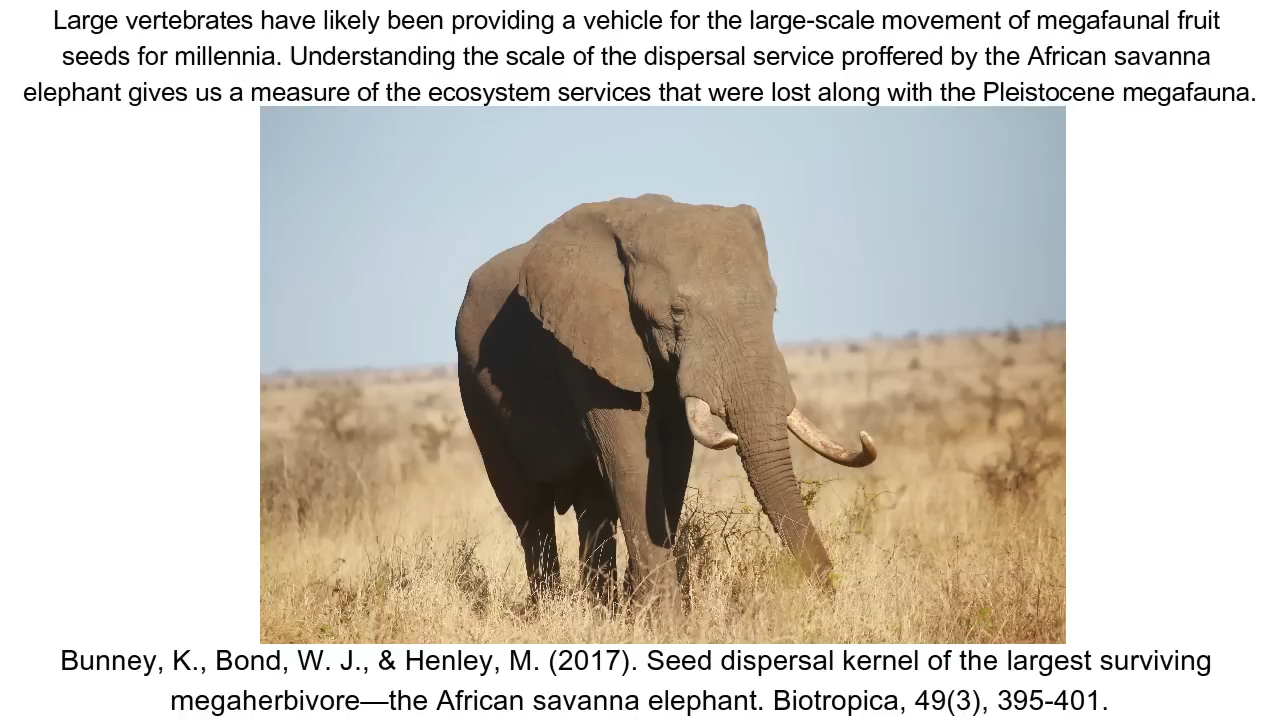 Large vertebrates have likely been providing a vehicle for the large-scale movement of megafaunal fruit
seeds for millennia. Understanding the scale of the dispersal service proffered by the African savanna
elephant gives us a measure of the ecosystem services that were lost along with the Pleistocene megafauna.
Bunney, K., Bond, W. J., & Henley, M. (2017). Seed dispersal kernel of the largest surviving
megaherbivore—the African savanna elephant. Biotropica, 49(3), 395-401.